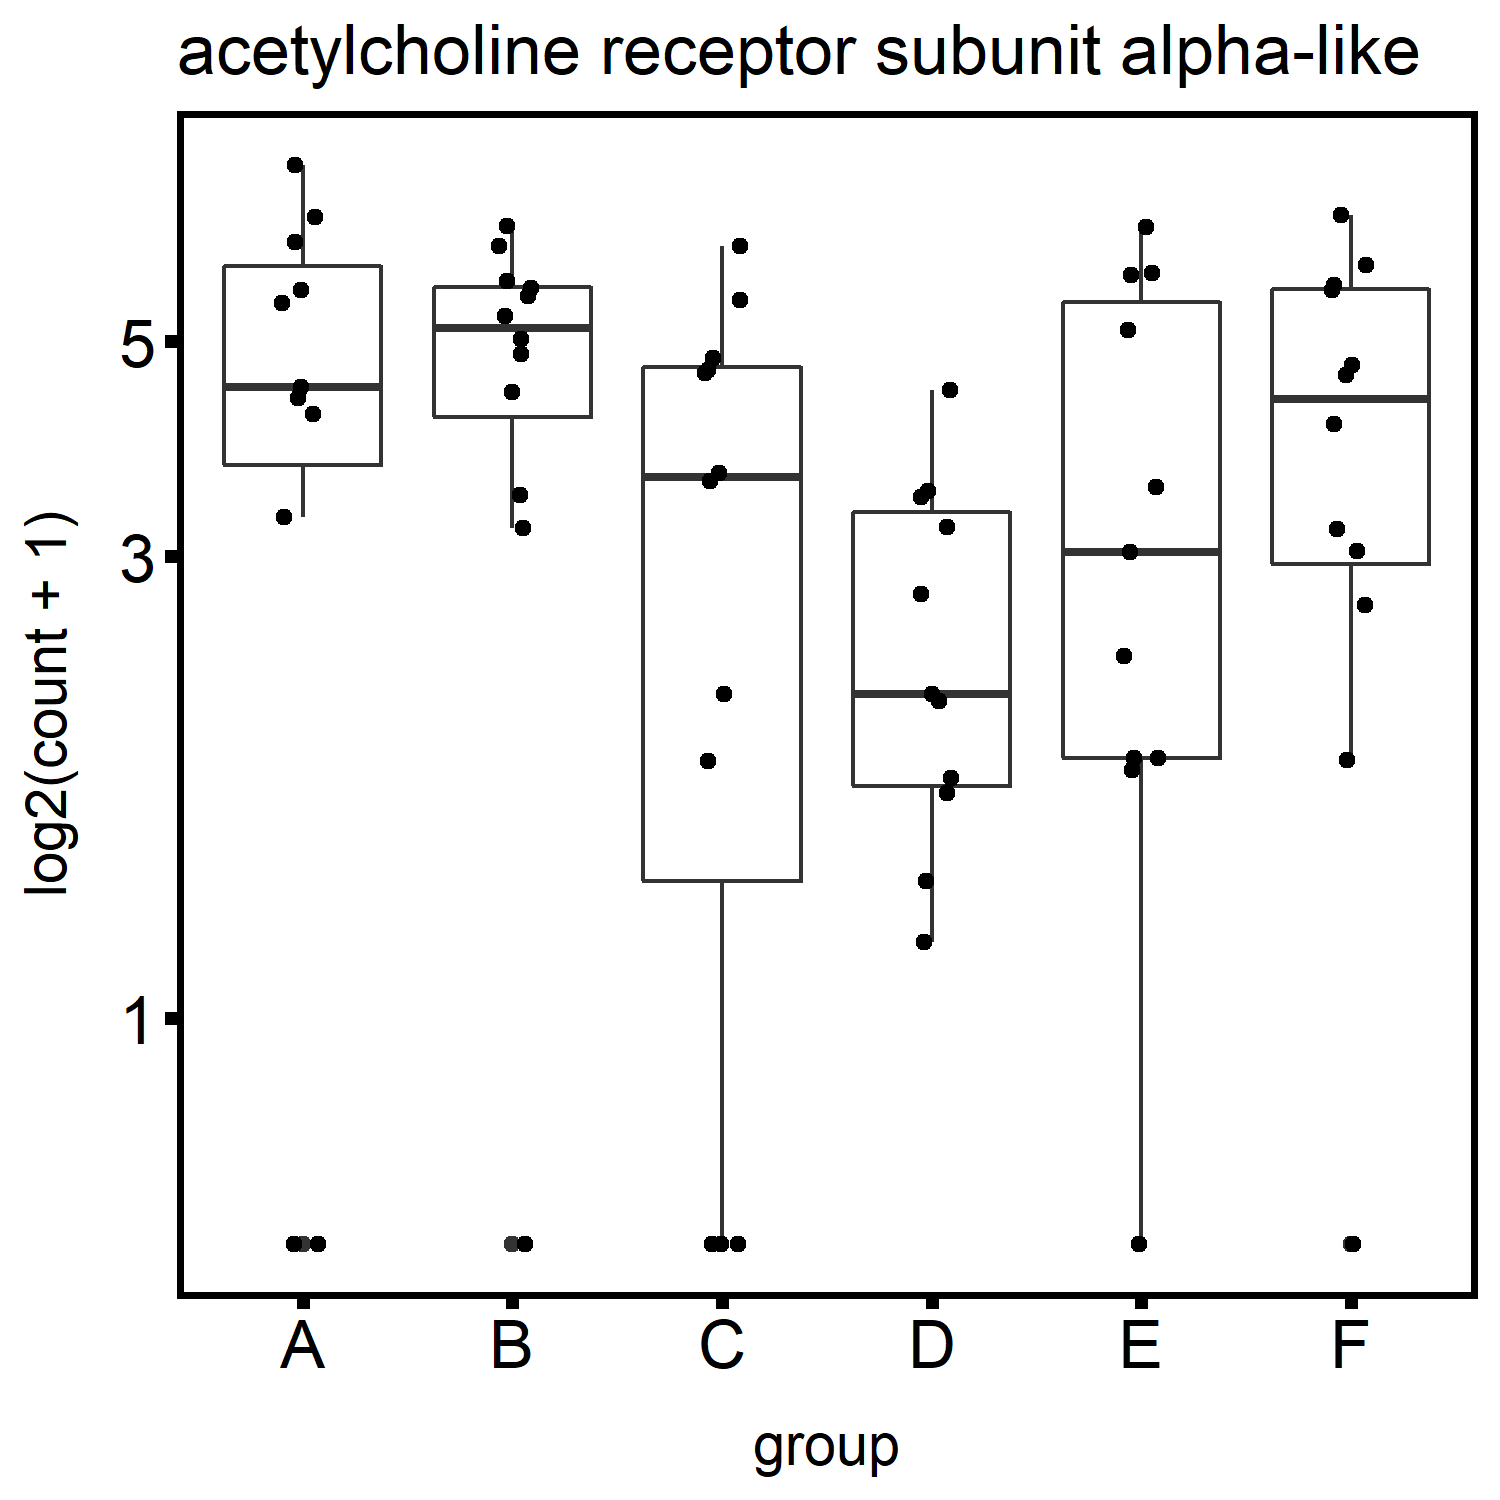 acetylcholine receptor subunit alpha-like
log2(count + 1)
5
3
1
A B C D E F
group